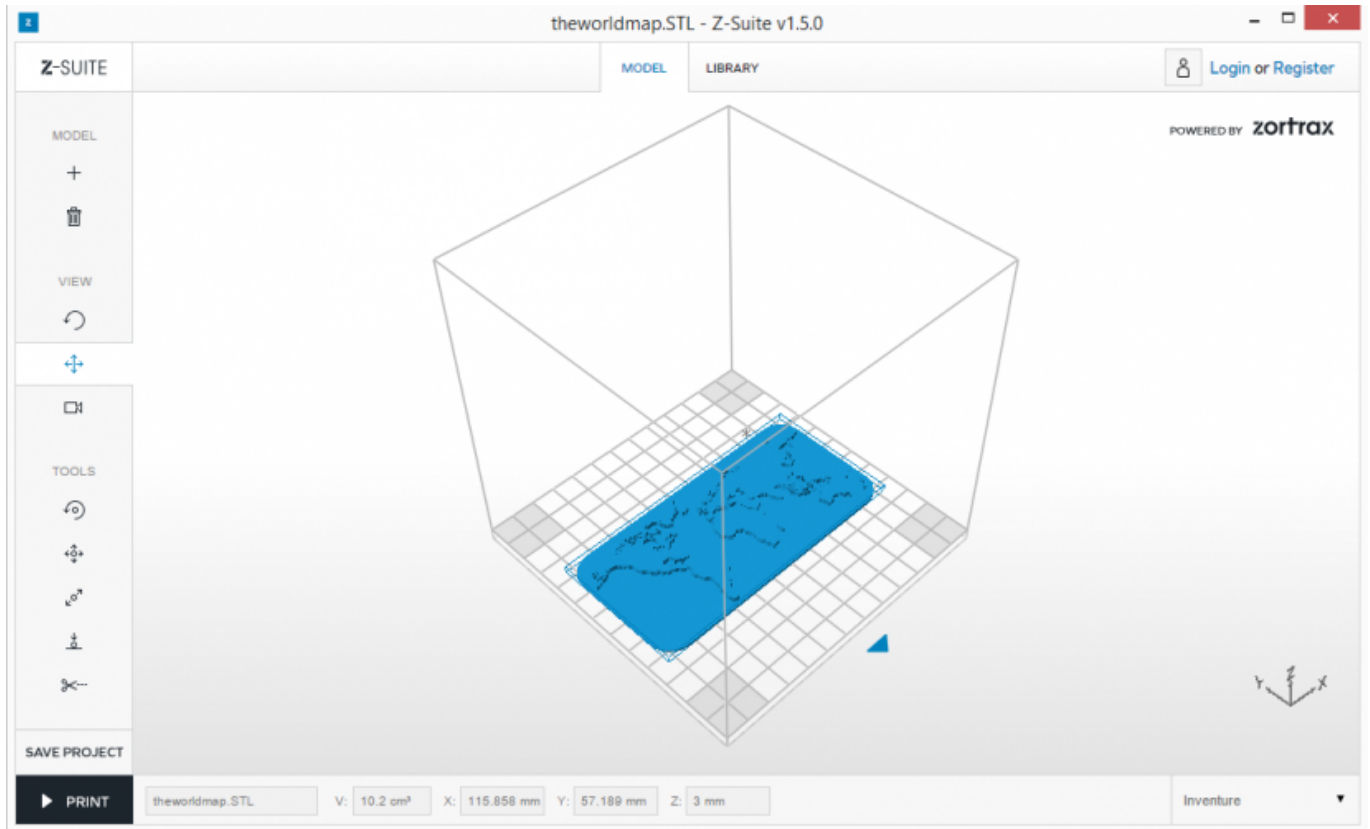 z
theworldmap.STL - Z-Suite v1.5.0
Z-SUITE
MODEL
LIBRARY
Login or Register
POWERED BY zortrax
MODEL
VIEW
TOOLS
Y Z X
SAVE PROJECT
PRINT
theworldmap.STL
V: 10.2 cm³
X: 115.858 mm
Y: 57.189 mm
Z: 3 mm
Inventure